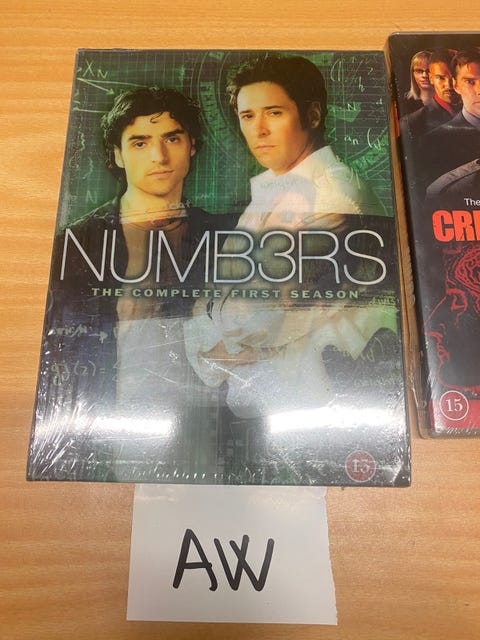 NUMB3RS
THE COMPLETE FIRST SEASON
15
AW
The
CRI
15